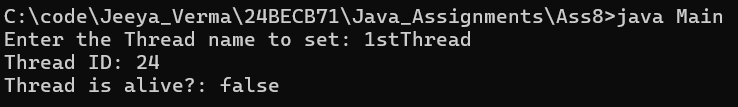 C:\code\Jeeya_Verma\24BECB71\Java_Assignments\Ass8>java Main
Enter the Thread name to set: 1stThread
Thread ID: 24
Thread is alive?: false